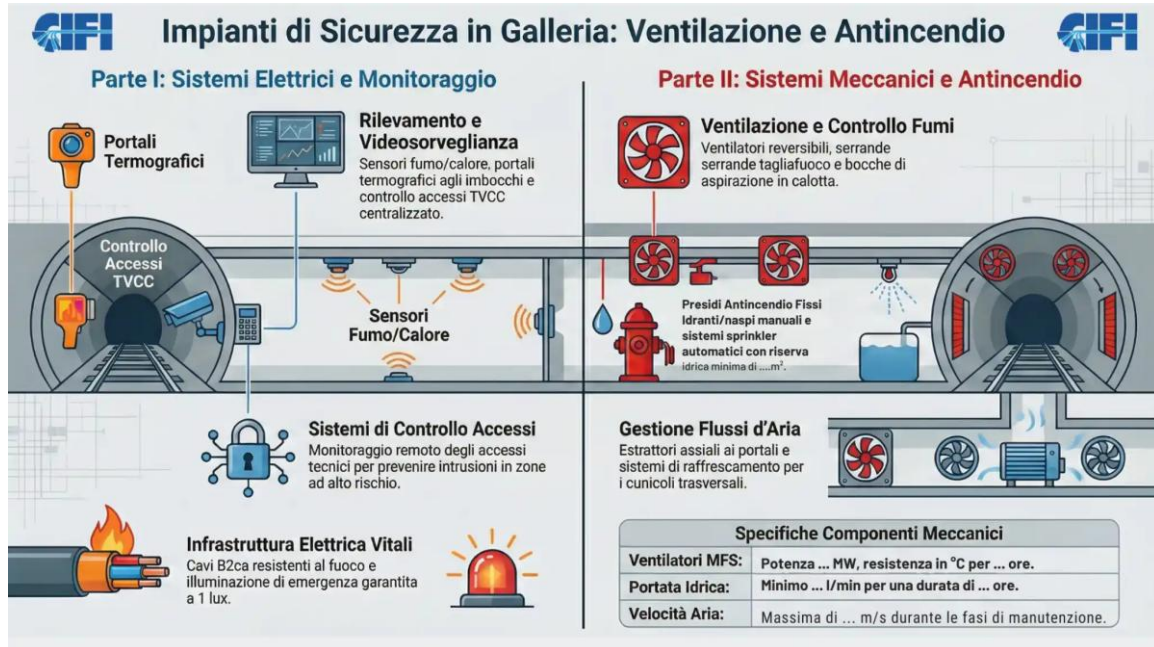 CIFI
Impianti di Sicurezza in Galleria: Ventilazione e Antincendio
CIFI
Parte I: Sistemi Elettrici e Monitoraggio
Portali
Termografici
Rilevamento e
Videosorveglianza
Sensori fumo/calore, portali
termografici agli imbocchi e
controllo accessi TVCC
centralizzato.
Controllo
Accessi
TVCC
Sensori
Fumo/Calore
Sistemi di Controllo Accessi
Monitoraggio remoto degli accessi
tecnici per prevenire intrusioni in zone
ad alto rischio.
Infrastruttura Elettrica Vitali
Cavi B2ca resistenti al fuoco e
illuminazione di emergenza garantita
a 1 lux.
Parte II: Sistemi Meccanici e Antincendio
Ventilazione e Controllo Fumi
Ventilatori reversibili, serrande
serrande tagliafuoco e bocche di
aspirazione in calotta.
Presidi Antincendio Fissi
Idranti/naspi manuali e
sistemi sprinkler
automatici con riserva
idrica minima di ....m³.
Gestione Flussi d'Aria
Estrattori assiali ai portali e
sistemi di raffrescamento per
i cunicoli trasversali.
Specifiche Componenti Meccanici
Ventilatori MFS: Potenza ... MW, resistenza in °C per ... ore.
Portata Idrica: Minimo ... l/min per una durata di ... ore.
Velocità Aria: Massima di ... m/s durante le fasi di manutenzione.